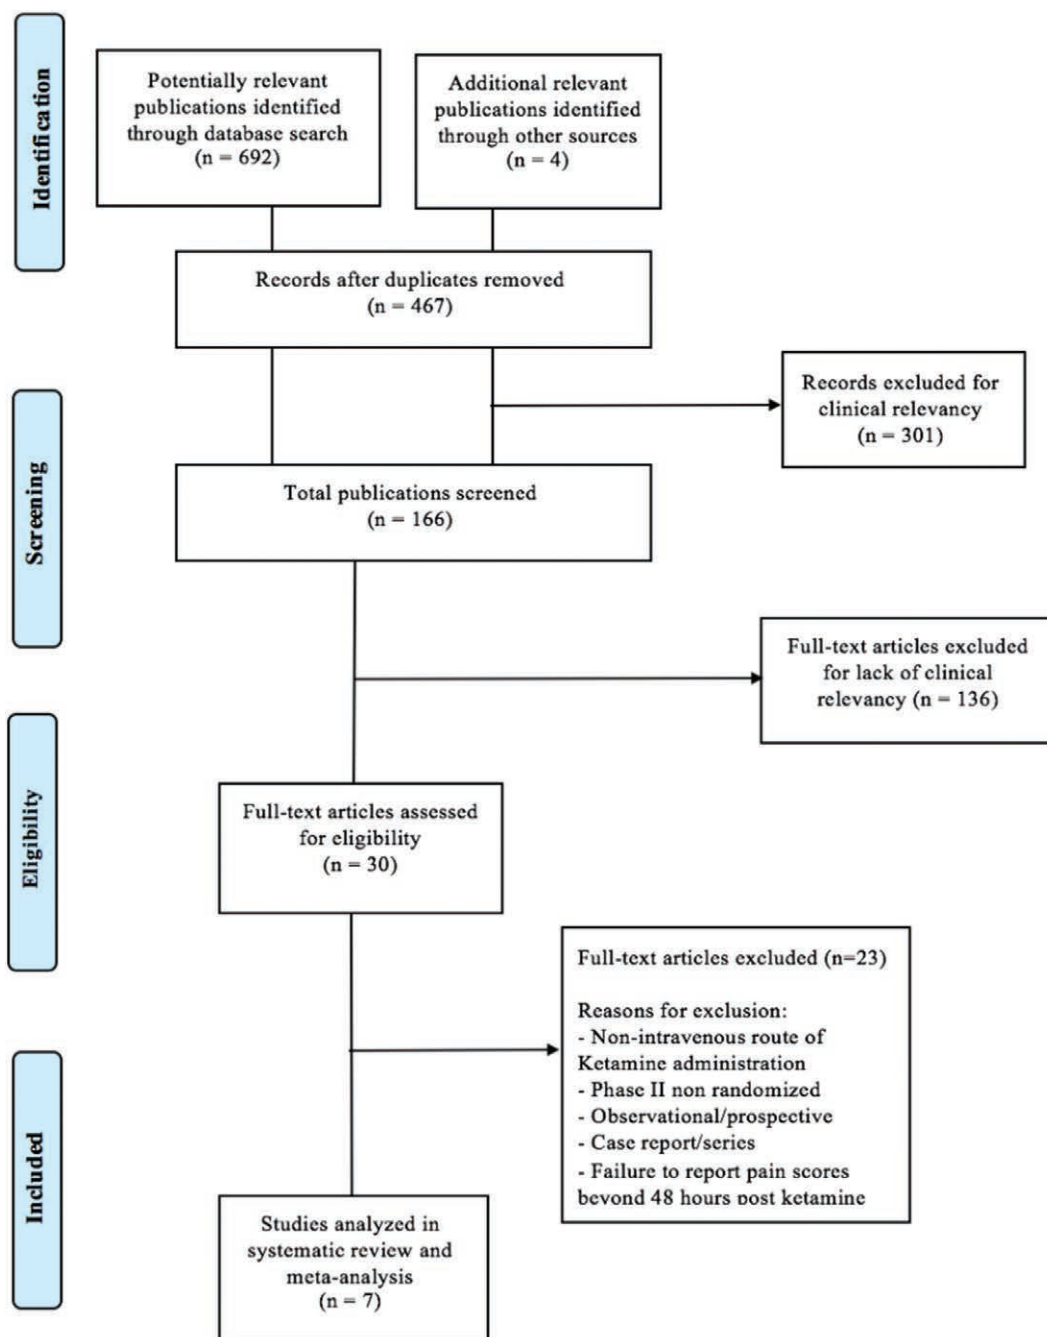 Identification
Potentially relevant
publications identified
through database search
(n = 692)
Additional relevant
publications identified
through other sources
(n = 4)
Records after duplicates removed
(n = 467)
Records excluded for
clinical relevancy
(n = 301)
Screening
Total publications screened
(n = 166)
Full-text articles excluded
for lack of clinical
relevancy (n = 136)
Eligibility
Full-text articles assessed
for eligibility
(n = 30)
Full-text articles excluded (n=23)
Reasons for exclusion:
- Non-intravenous route of
Ketamine administration
- Phase II non randomized
- Observational/prospective
- Case report/series
- Failure to report pain scores
beyond 48 hours post ketamine
Included
Studies analyzed in
systematic review and
meta-analysis
(n = 7)